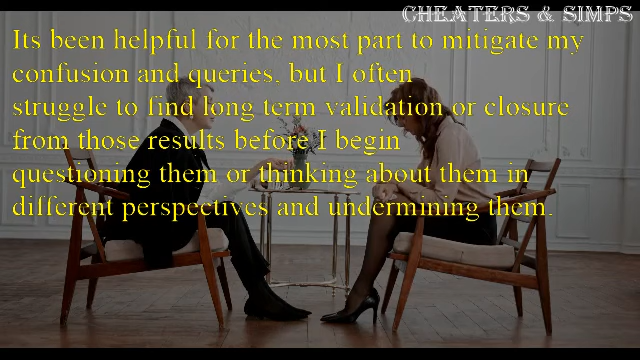 CHEATERS & SIMPS
Its been helpful for the most part to mitigate my
confusion and queries, but I often
struggle to find long term validation or closure
from those results before I begin
questioning them or thinking about them in
different perspectives and undermining them.